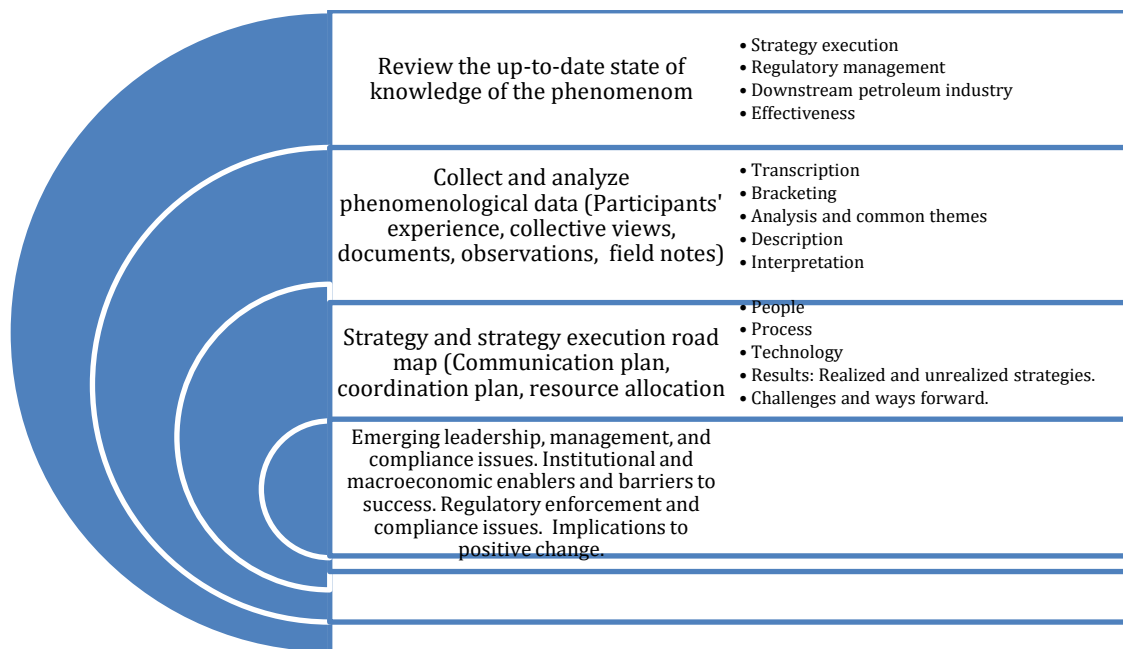 Review the up-to-date state of
knowledge of the phenomenom
• Strategy execution
• Regulatory management
• Downstream petroleum industry
• Effectiveness
Collect and analyze
phenomenological data (Participants'
experience, collective views,
documents, observations, field notes)
• Transcription
• Bracketing
• Analysis and common themes
• Description
• Interpretation
Strategy and strategy execution road
map (Communication plan,
coordination plan, resource allocation
• People
• Process
• Technology
• Results: Realized and unrealized strategies.
• Challenges and ways forward.
Emerging leadership, management, and
compliance issues. Institutional and
macroeconomic enablers and barriers to
success. Regulatory enforcement and
compliance issues. Implications to
positive change.